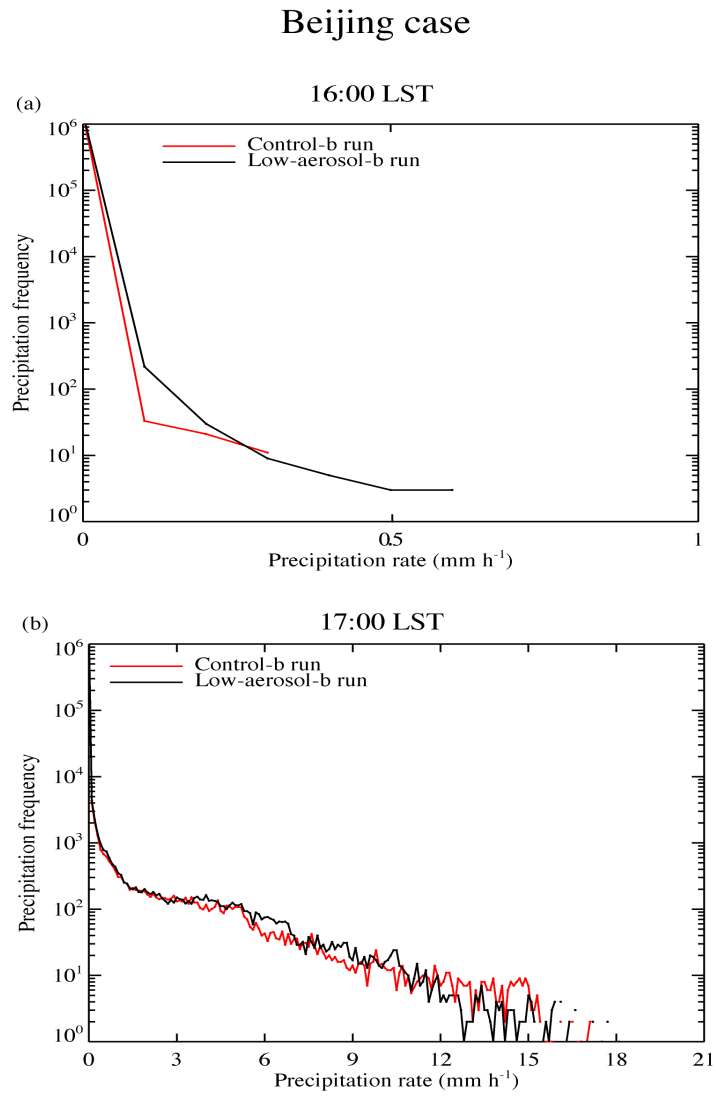 Beijing case
(a)
16:00 LST
Control-b run
Low-aerosol-b run
10⁶
10⁵
10⁴
10³
10²
10¹
10⁰
Precipitation frequency
0 0.5 1
Precipitation rate (mm h⁻¹)
(b)
17:00 LST
Control-b run
Low-aerosol-b run
10⁶
10⁵
10⁴
10³
10²
10¹
10⁰
Precipitation frequency
0 3 6 9 12 15 18 21
Precipitation rate (mm h⁻¹)